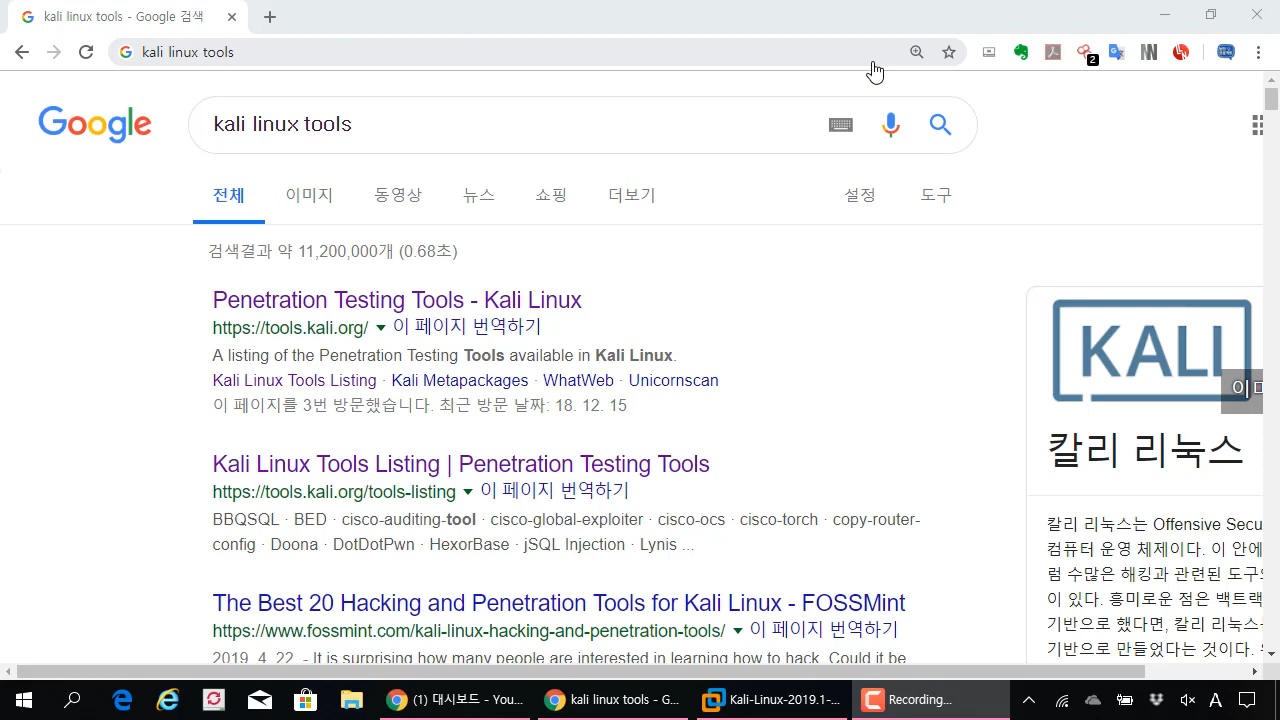 kali linux tools - Google 검색
kali linux tools
2
Google
kali linux tools
전체 이미지 동영상 뉴스 쇼핑 더보기 설정 도구
검색결과 약 11,200,000개 (0.68초)
Penetration Testing Tools - Kali Linux
https://tools.kali.org/ 이 페이지 번역하기
A listing of the Penetration Testing Tools available in Kali Linux.
Kali Linux Tools Listing · Kali Metapackages · WhatWeb · Unicornscan
이 페이지를 3번 방문했습니다. 최근 방문 날짜: 18. 12. 15
Kali Linux Tools Listing | Penetration Testing Tools
https://tools.kali.org/tools-listing 이 페이지 번역하기
BBQSQL · BED · cisco-auditing-tool · cisco-global-exploiter · cisco-ocs · cisco-torch · copy-router-
config · Doona · DotDotPwn · HexorBase · jSQL Injection · Lynis ...
The Best 20 Hacking and Penetration Tools for Kali Linux - FOSSMint
https://www.fossmint.com/kali-linux-hacking-and-penetration-tools/ 이 페이지 번역하기
2019. 4. 22. - It is surprising how many people are interested in learning how to hack. Could it be
KALI
칼리 리눅스
칼리 리눅스는 Offensive Secu
컴퓨터 운영 체제이다. 이 안에
럼 수많은 해킹과 관련된 도구
이 있다. 흥미로운 점은 백트랙
기반으로 했다면, 칼리 리눅스
기반으로 만들었다는 것이다.
(1) 대시보드 - You... kali linux tools - G... Kali-Linux-2019.1-... Recording... A